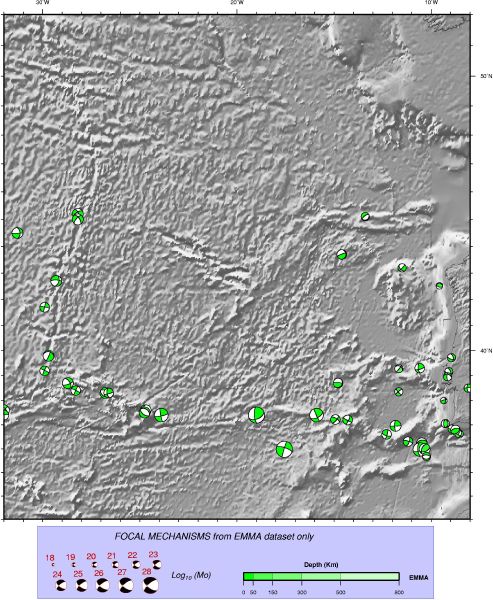 30˚W 20˚W 10˚W
50˚N
40˚N
FOCAL MECHANISMS from EMMA dataset only
18 19 20 21 22 23
24 25 26 27 28
Log10 (Mo)
Depth (Km)
EMMA
0 50 150 300 500 800